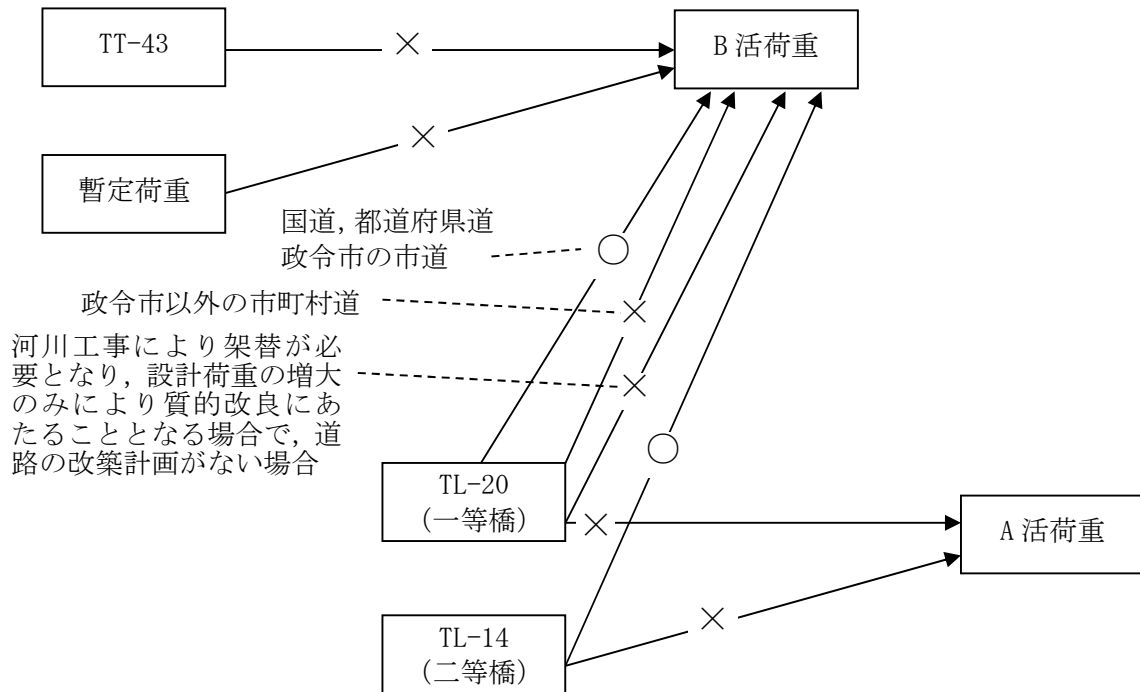 TT-43
×
B 活荷重
×
暫定荷重
国道, 都道府県道
政令市の市道
○
政令市以外の市町村道
×
河川工事により架替が必
要となり, 設計荷重の増大
のみにより質的改良にあ
たることとなる場合で, 道
路の改築計画がない場合
×
○
TL-20
(一等橋)
×
A 活荷重
TL-14
(二等橋)
×